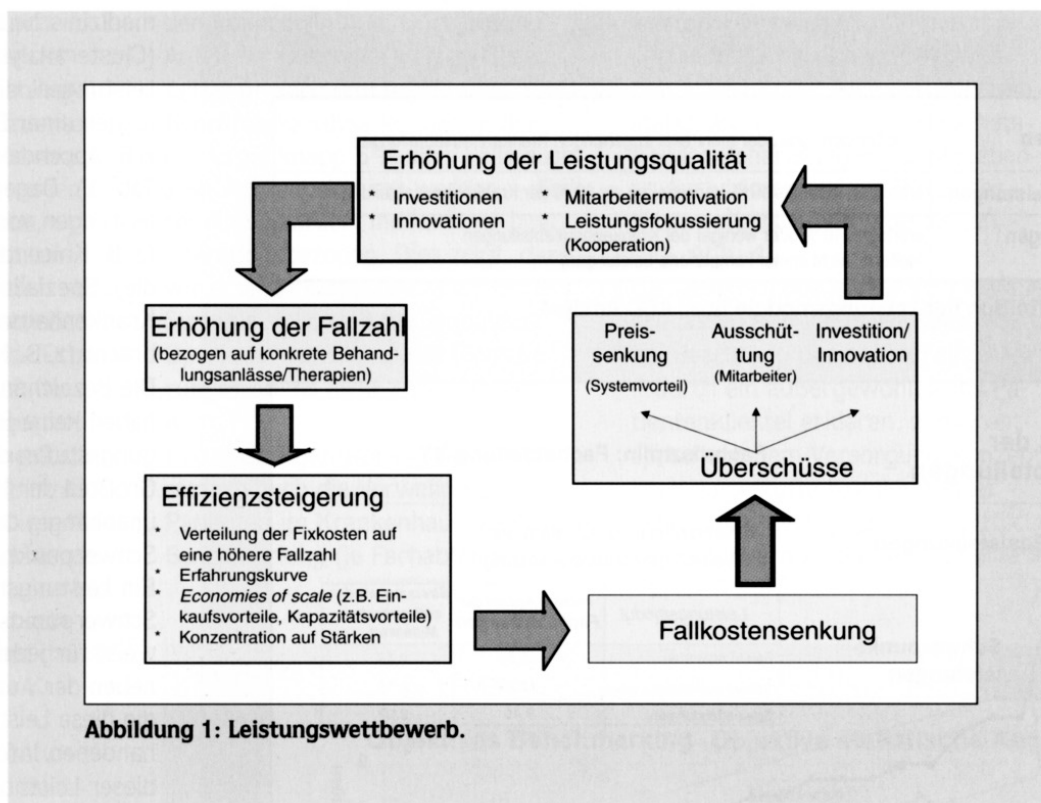 Erhöhung der Leistungsqualität
* Investitionen
* Innovationen
* Mitarbeitermotivation
* Leistungsfokussierung
(Kooperation)
Erhöhung der Fallzahl
(bezogen auf konkrete Behand-
lungsanlässe/Therapien)
Effizienzsteigerung
* Verteilung der Fixkosten auf
eine höhere Fallzahl
* Erfahrungskurve
* Economies of scale (z.B. Ein-
kaufsvorteile, Kapazitätsvorteile)
* Konzentration auf Stärken
Fallkostensenkung
Überschüsse
Preis-
senkung
(Systemvorteil)
Ausschüt-
tung
(Mitarbeiter)
Investition/
Innovation
Abbildung 1: Leistungswettbewerb.